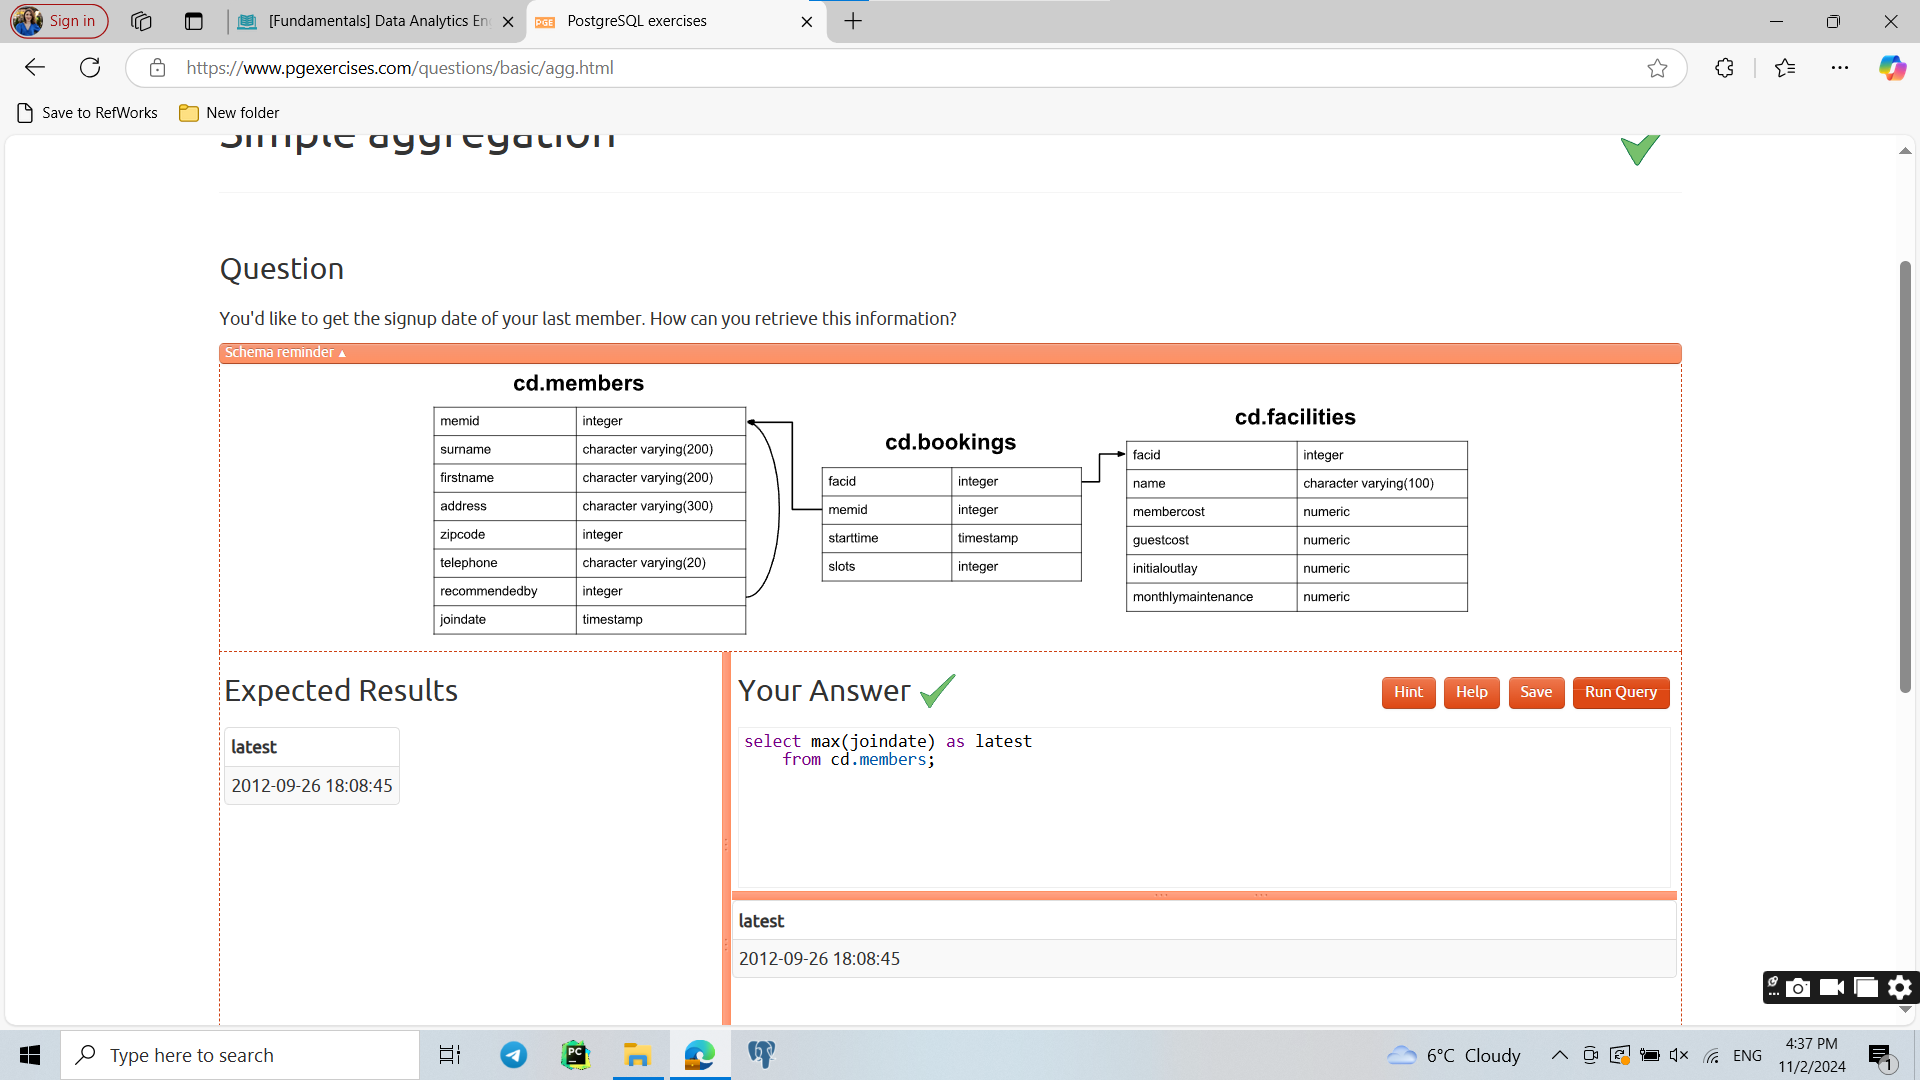 Sign in
[Fundamentals] Data Analytics En
PGE PostgreSQL exercises
https://www.pgexercises.com/questions/basic/agg.html
Save to RefWorks
New folder
Simple aggregation
Question
You'd like to get the signup date of your last member. How can you retrieve this information?
Schema reminder ▲
cd.members
memid integer
surname character varying(200)
firstname character varying(200)
address character varying(300)
zipcode integer
telephone character varying(20)
recommendedby integer
joindate timestamp
cd.bookings
facid integer
memid integer
starttime timestamp
slots integer
cd.facilities
facid integer
name character varying(100)
membercost numeric
guestcost numeric
initialoutlay numeric
monthlymaintenance numeric
Expected Results
latest
2012-09-26 18:08:45
Your Answer
Hint
Help
Save
Run Query
select max(joindate) as latest
from cd.members;
latest
2012-09-26 18:08:45
Type here to search
PC
6°C Cloudy
ENG
4:37 PM
11/2/2024
1